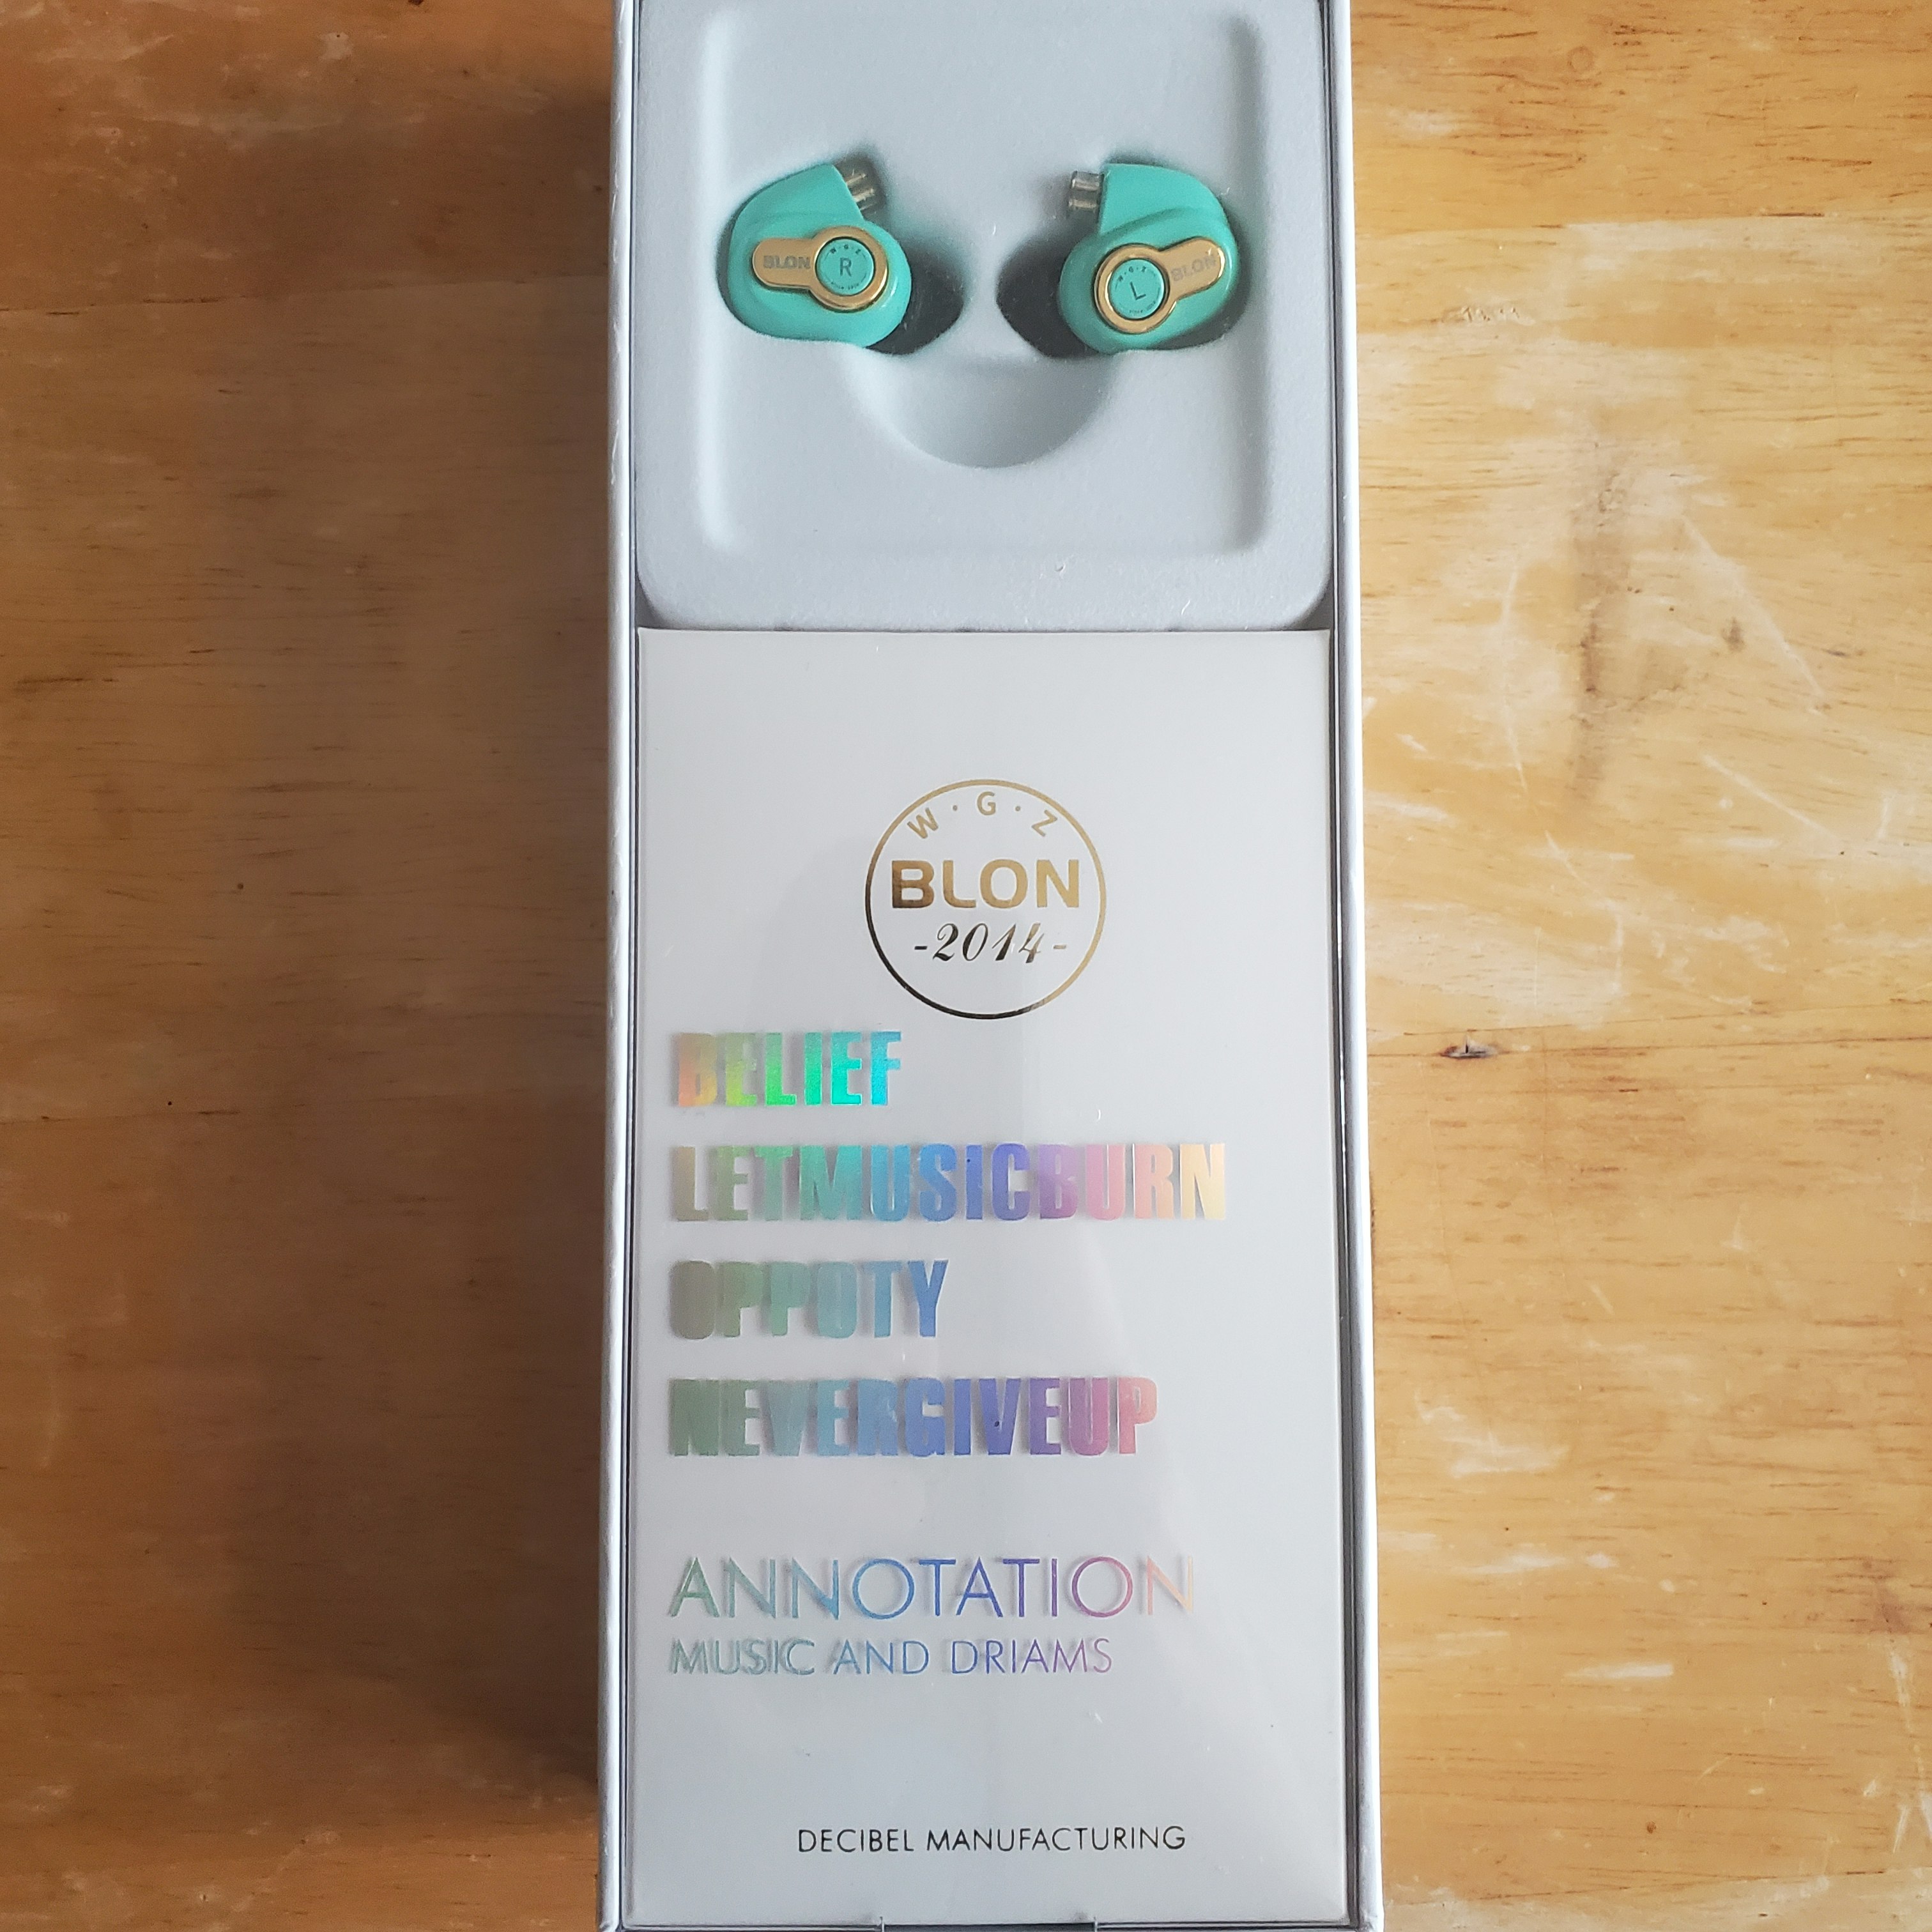 BLON
W·G·Z
R
W·G·Z
L
BLON
W·G·Z
BLON
-2014-
BELIEF
LETMUSICBURN
OPPOTY
NEVERGIVEUP
ANNOTATION
MUSIC AND DRIAMS
DECIBEL MANUFACTURING